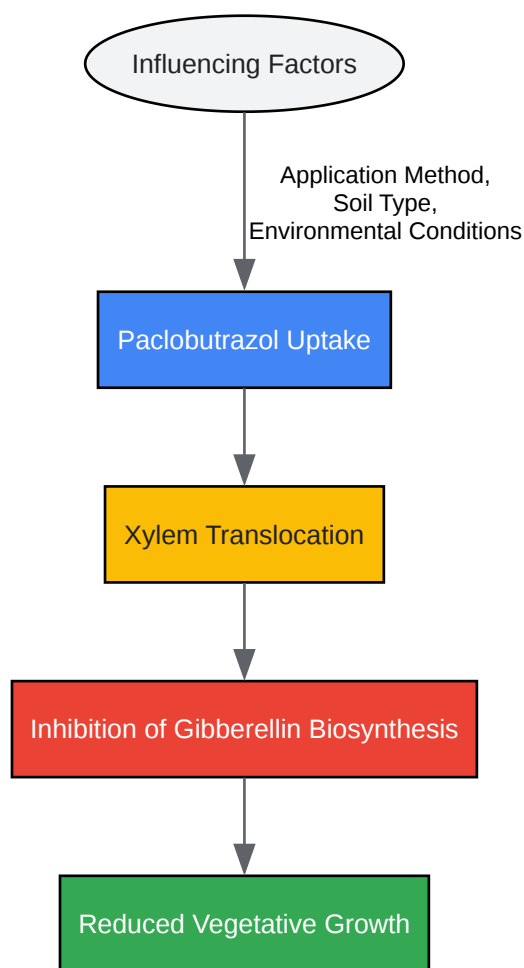 Influencing Factors
Application Method,
Soil Type,
Environmental Conditions
Paclobutrazol Uptake
Xylem Translocation
Inhibition of Gibberellin Biosynthesis
Reduced Vegetative Growth